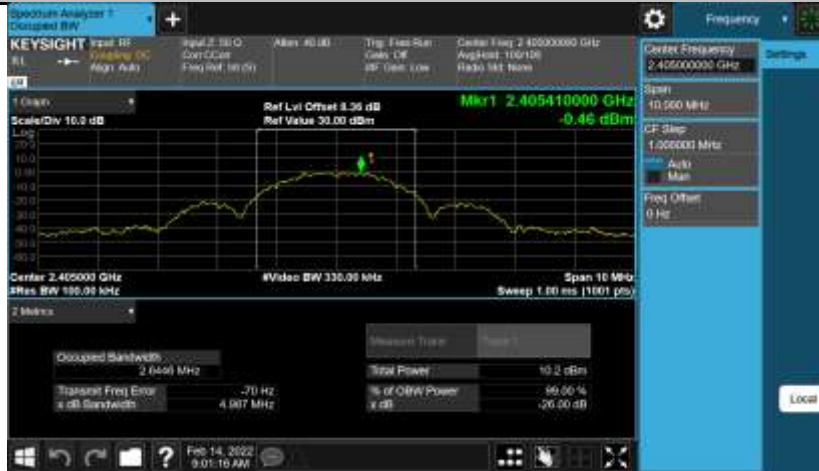 Spectrum Analyzer 1
Occupied BW
+
Frequency
KEYSIGHT
Input: RF
Coupling: DC
Align: Auto
Input Z: 50 Ω
Corr CCorr
Freq Ref: Int (S)
Atten: 40 dB
Trig: Free Run
Gate: Off
#IF Gain: Low
Center Freq: 2.405000000 GHz
Avg|Hold: 100/100
Radio Std: None
Center Frequency
2.405000000 GHz
Settings
Span
10.000 MHz
CF Step
1.000000 MHz
Auto
Man
Freq Offset
0 Hz
1 Graph
Scale/Div 10.0 dB
Ref Lvl Offset 8.36 dB
Ref Value 30.00 dBm
Mkr1 2.405410000 GHz
-0.46 dBm
Log
20.0
10.0
0.00
Center 2.405000 GHz
#Res BW 100.00 kHz
#Video BW 330.00 kHz
Span 10 MHz
Sweep 1.00 ms (1001 pts)
2 Metrics
Measure Trace
Trace 1
Occupied Bandwidth
Total Power
10.2 dBm
Transmit Freq Error
-70 Hz
% of OBW Power
99.00 %
x dB Bandwidth
4.987 MHz
x dB
-26.00 dB
Local
?
Feb 14, 2022
9:01:16 AM